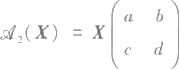 𝒜₂(X) = X ( a b
c d )